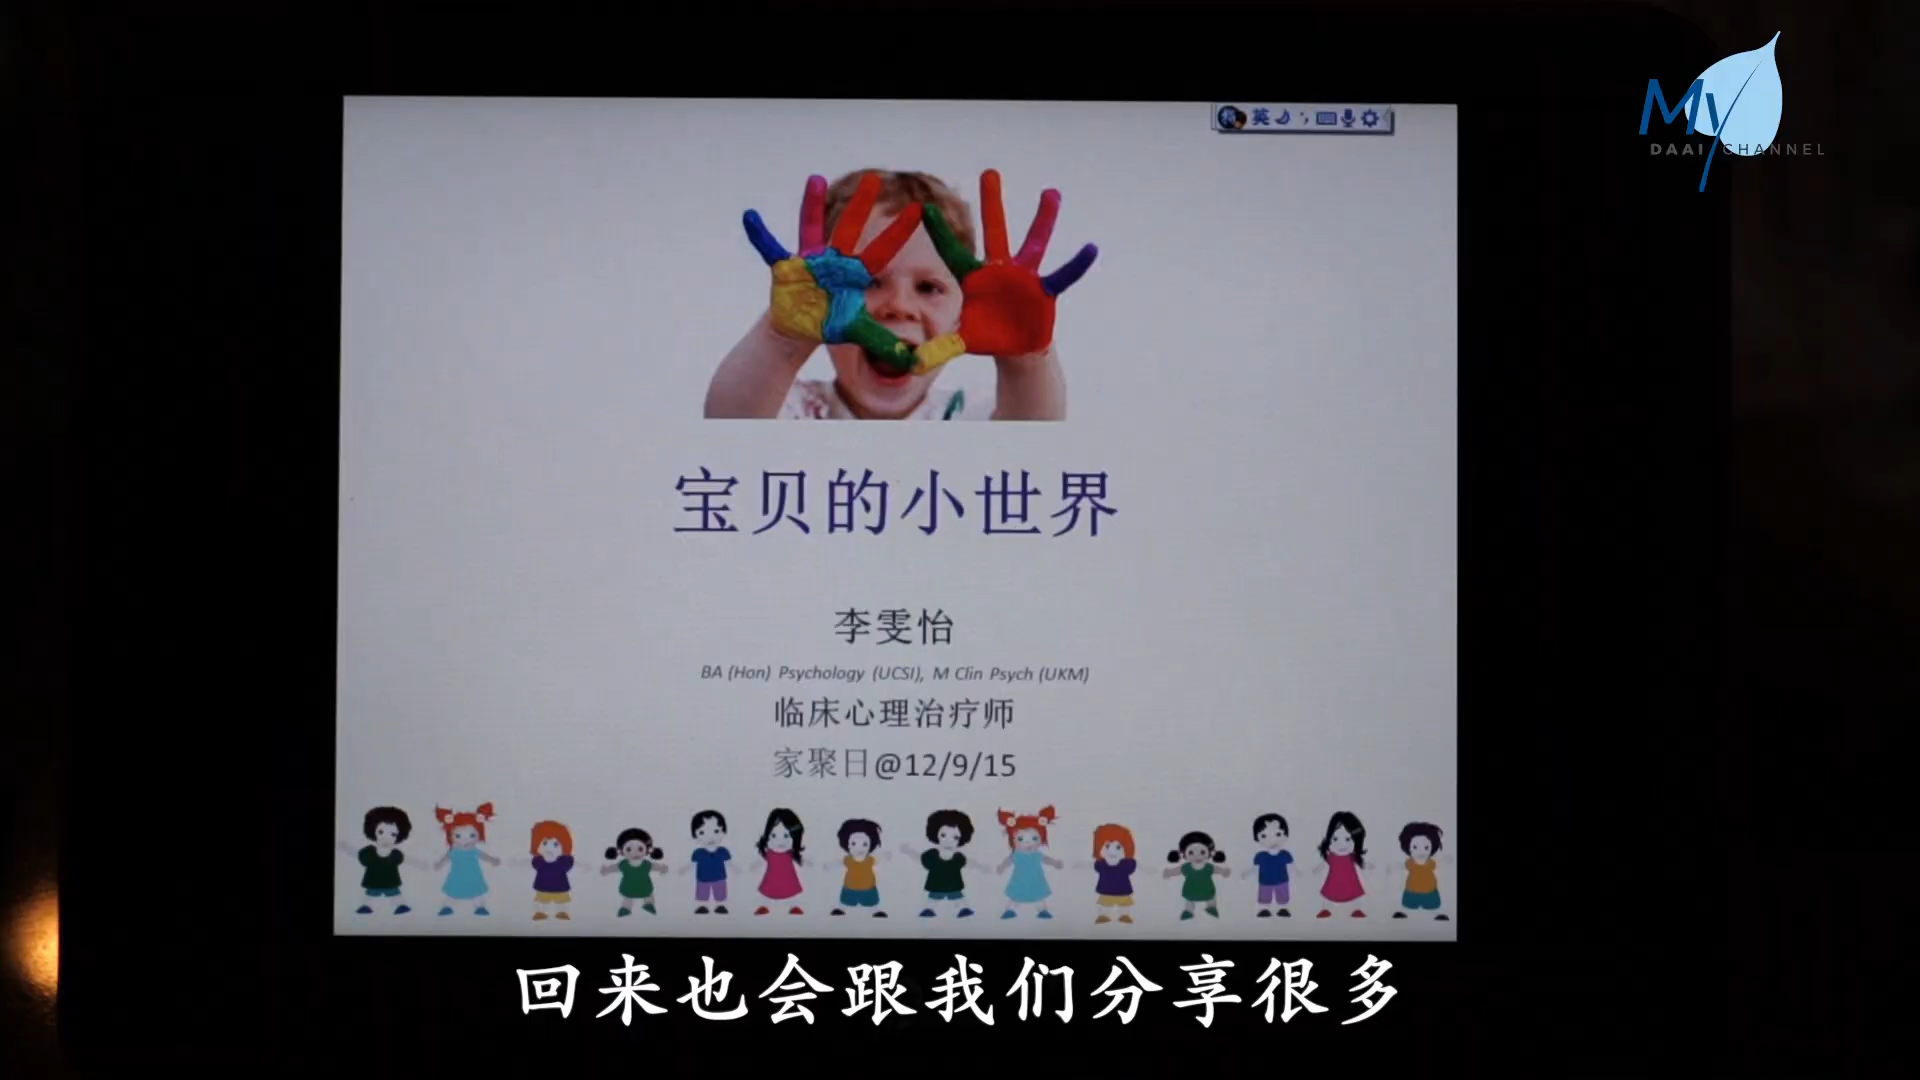 My
DAAI CHANNEL
英
宝贝的小世界
李雯怡
BA (Hon) Psychology (UCSI), M Clin Psych (UKM)
临床心理治疗师
家聚日@12/9/15
回来也会跟我们分享很多